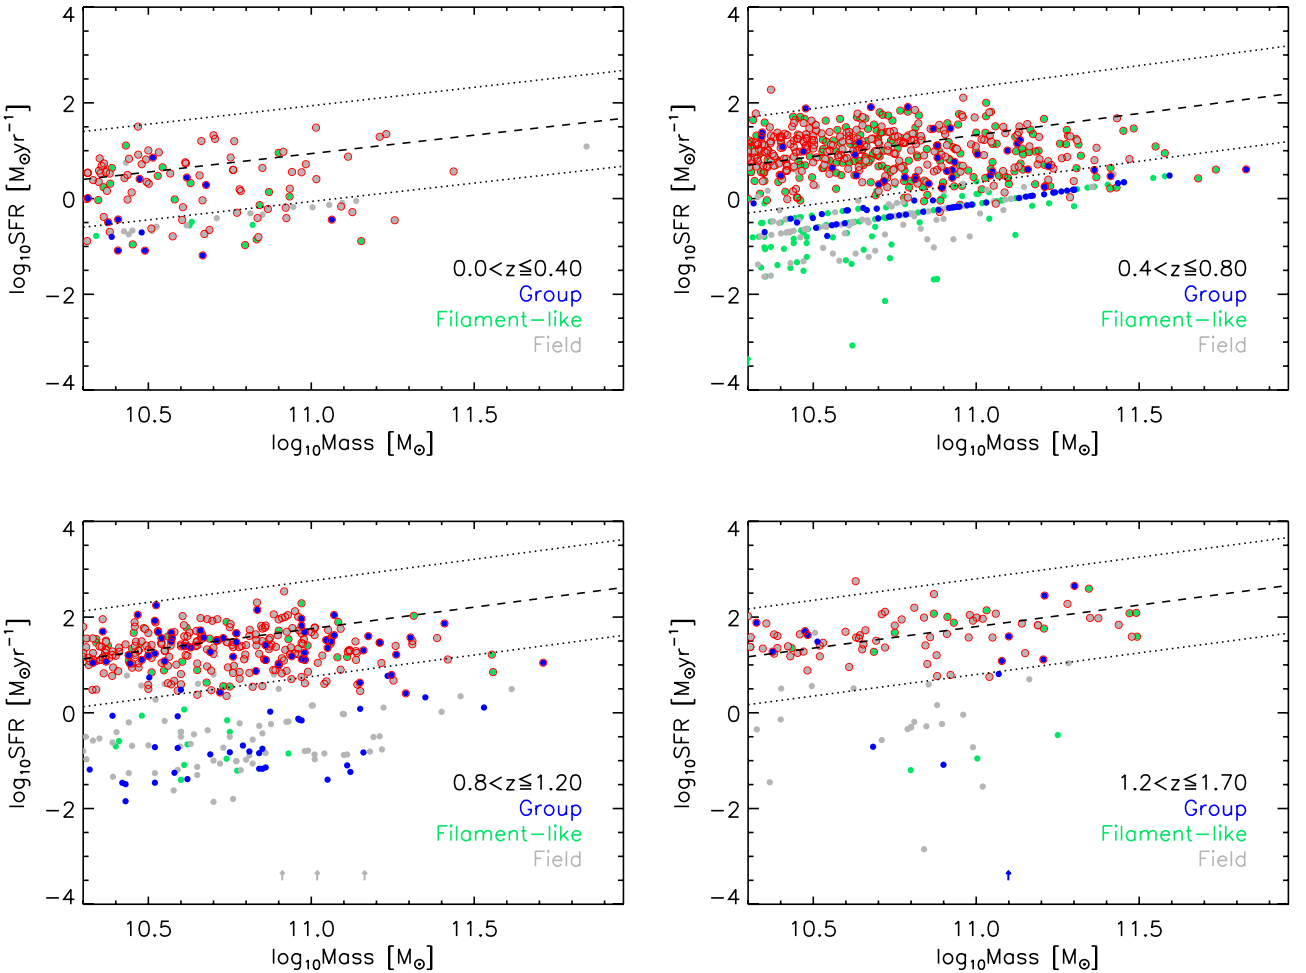 4
2
0
−2
−4
log₁₀SFR [M⊙yr⁻¹]
0.0<z≦0.40
Group
Filament−like
Field
10.5 11.0 11.5
log₁₀Mass [M⊙]
4
2
0
−2
−4
log₁₀SFR [M⊙yr⁻¹]
0.4<z≦0.80
Group
Filament−like
Field
10.5 11.0 11.5
log₁₀Mass [M⊙]
4
2
0
−2
−4
log₁₀SFR [M⊙yr⁻¹]
0.8<z≦1.20
Group
Filament−like
Field
10.5 11.0 11.5
log₁₀Mass [M⊙]
4
2
0
−2
−4
log₁₀SFR [M⊙yr⁻¹]
1.2<z≦1.70
Group
Filament−like
Field
10.5 11.0 11.5
log₁₀Mass [M⊙]